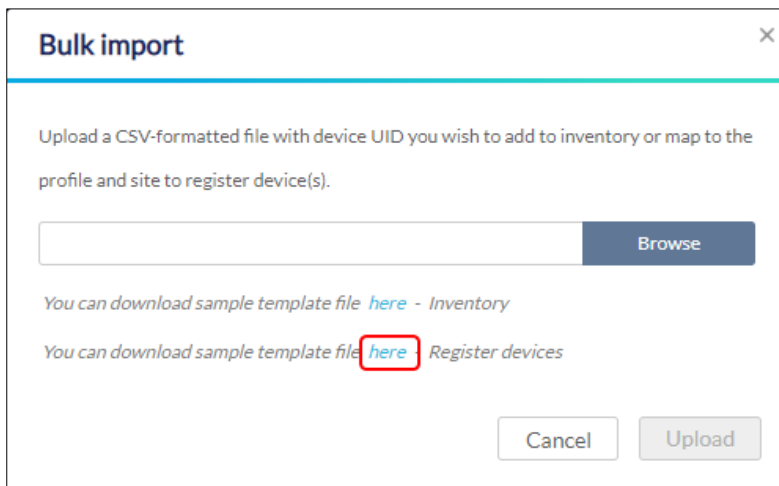 Bulk import
×
Upload a CSV-formatted file with device UID you wish to add to inventory or map to the
profile and site to register device(s).
Browse
You can download sample template file here - Inventory
You can download sample template file here - Register devices
Cancel Upload